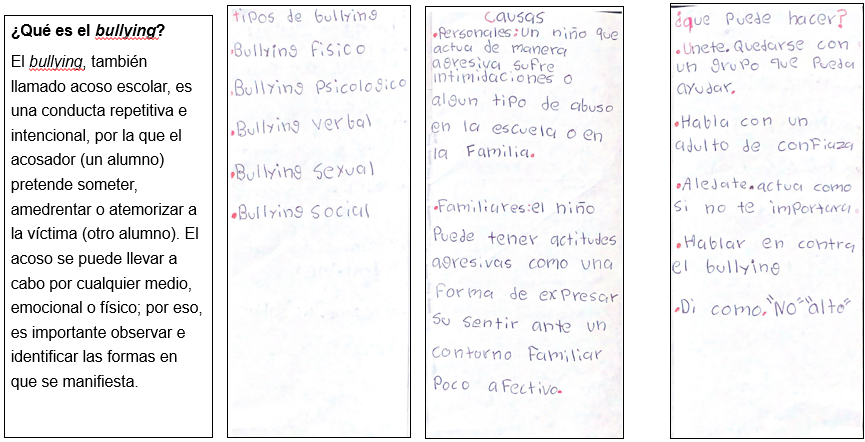 ¿Qué es el bullying?
El bullying, también
llamado acoso escolar, es
una conducta repetitiva e
intencional, por la que el
acosador (un alumno)
pretende someter,
amedrentar o atemorizar a
la víctima (otro alumno). El
acoso se puede llevar a
cabo por cualquier medio,
emocional o físico; por eso,
es importante observar e
identificar las formas en
que se manifiesta.
tipos de bullying
.Bullying Fisico
.Bullying Psicologico
.Bullying verbal
.Bullying sexual
.Bullying social
Causas
.Personales: un niño que
actua de manera
agresiva sufre
intimidaciones o
algun tipo de abuso
en la escuela o en
la Familia.
.Familiares: el niño
Puede tener actitudes
agresivas como una
Forma de expresar
su sentir ante un
contorno Familiar
Poco afectivo.
¿que Puede hacer?
.Unete. Quedarse con
un grupo que Pueda
ayudar.
.Habla con un
adulto de confiaza
.Aledate. actua como
si no te importara.
.Hablar en contra
el bullying
.Di como. "NO" "alto"